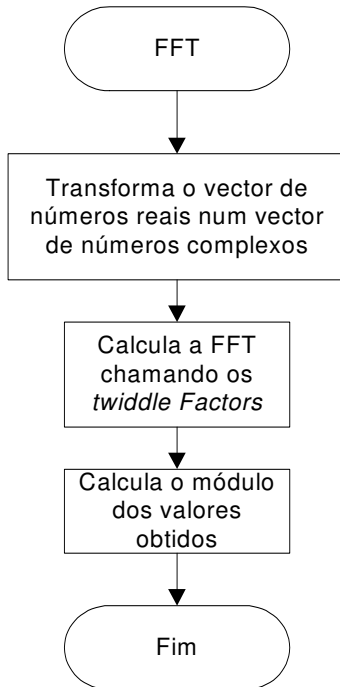 FFT
Transforma o vector de
números reais num vector
de números complexos
Calcula a FFT
chamando os
twiddle Factors
Calcula o módulo
dos valores
obtidos
Fim